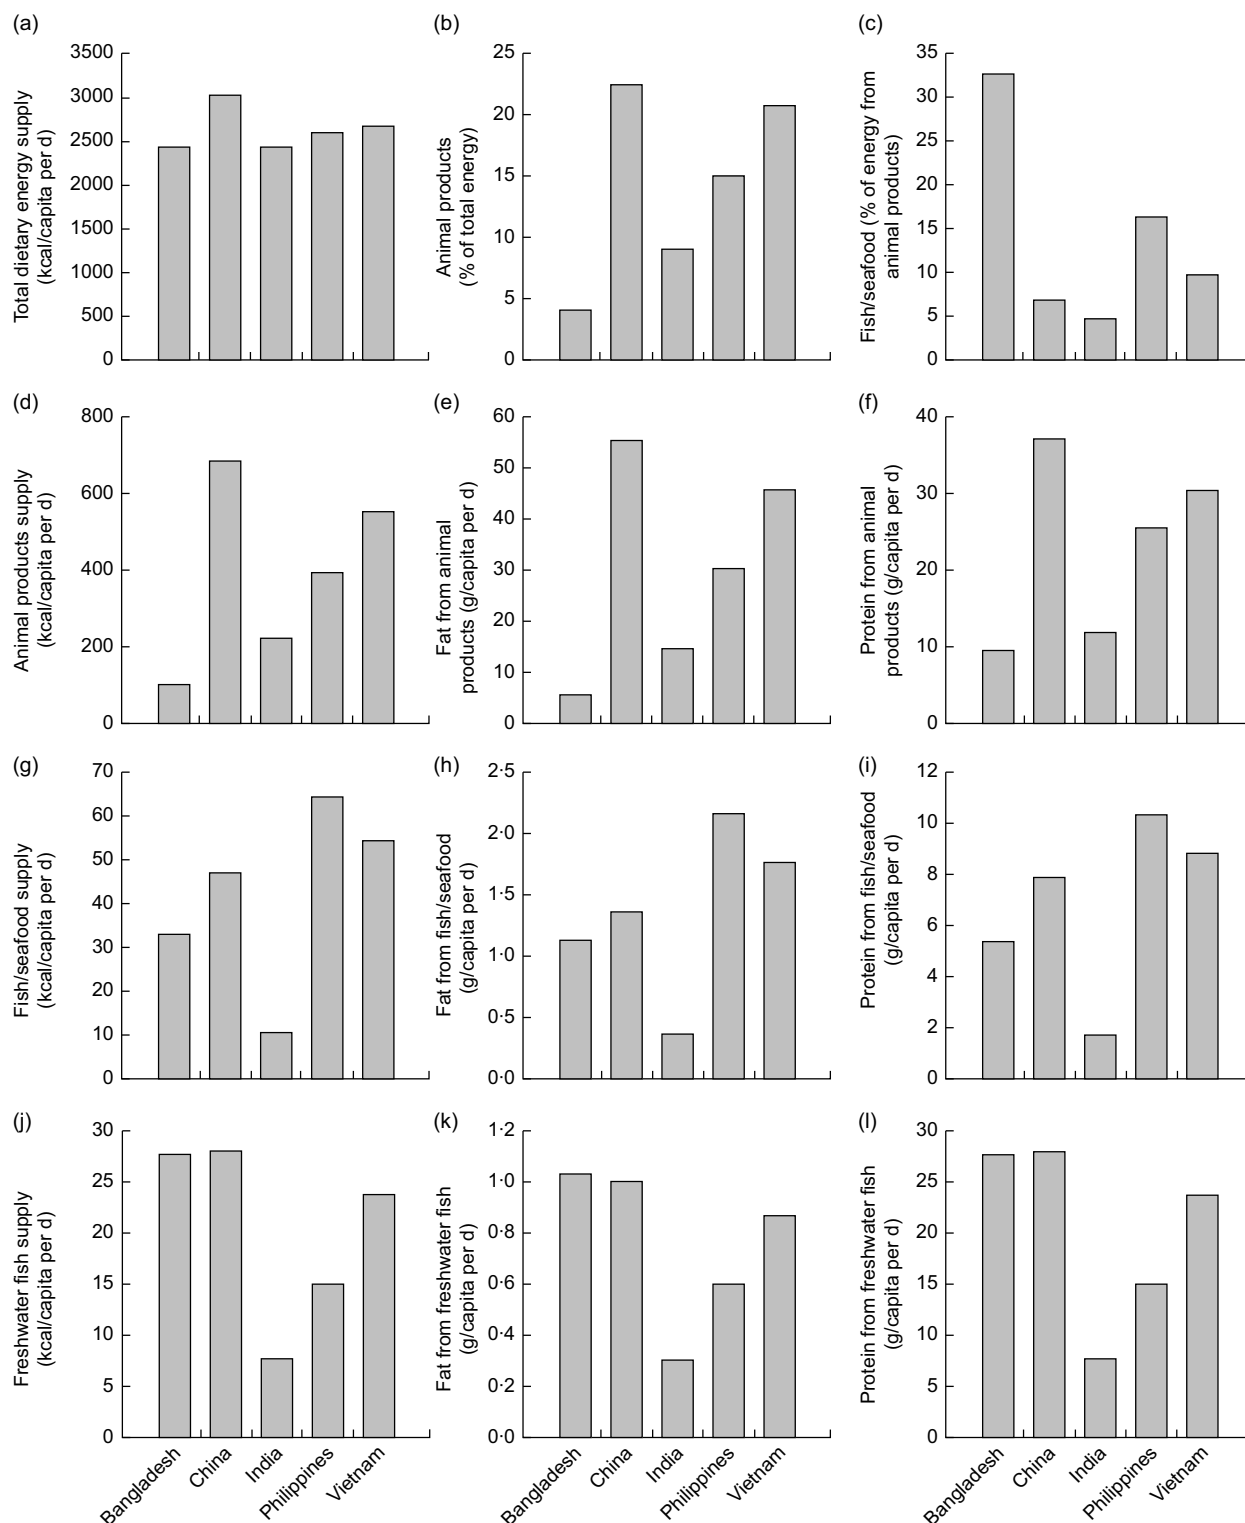 (a)
Total dietary energy supply
(kcal/capita per d)
3500
3000
2500
2000
1500
1000
500
0
(b)
Animal products
(% of total energy)
25
20
15
10
5
0
(c)
Fish/seafood (% of energy from
animal products)
35
30
25
20
15
10
5
0
(d)
Animal products supply
(kcal/capita per d)
800
600
400
200
0
(e)
Fat from animal
products (g/capita per d)
60
50
40
30
20
10
0
(f)
Protein from animal
products (g/capita per d)
40
30
20
10
0
(g)
Fish/seafood supply
(kcal/capita per d)
70
60
50
40
30
20
10
0
(h)
Fat from fish/seafood
(g/capita per d)
2·5
2·0
1·5
1·0
0·5
0·0
(i)
Protein from fish/seafood
(g/capita per d)
12
10
8
6
4
2
0
(j)
Freshwater fish supply
(kcal/capita per d)
30
25
20
15
10
5
0
Bangladesh
China
India
Philippines
Vietnam
(k)
Fat from freshwater fish
(g/capita per d)
1·2
1·0
0·8
0·6
0·4
0·2
0·0
Bangladesh
China
India
Philippines
Vietnam
(l)
Protein from freshwater fish
(g/capita per d)
30
25
20
15
10
5
0
Bangladesh
China
India
Philippines
Vietnam